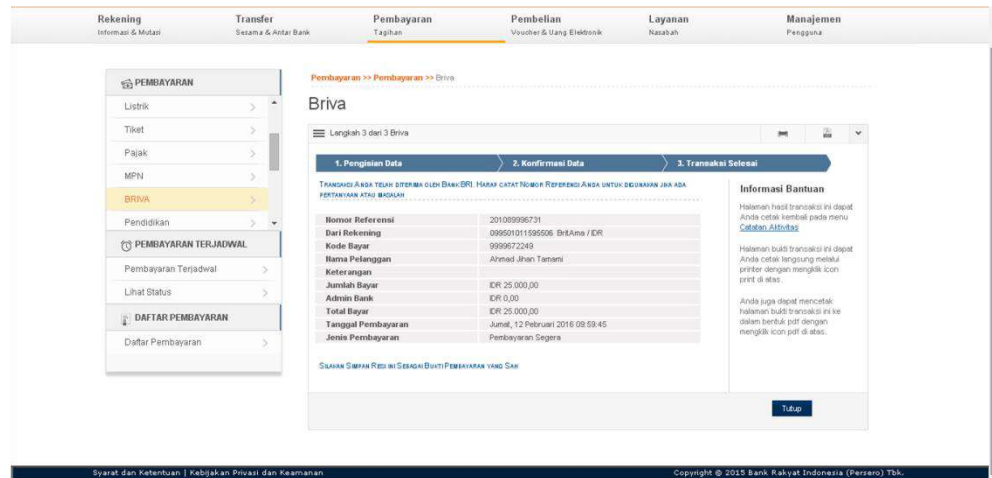 Rekening Transfer Pembayaran Pembelian Layanan Manajemen
Informasi & Mutasi Sesama & Antar Bank Tagihan Voucher & Uang Elektronik Nasabah Pengguna
PEMBAYARAN
Listrik
Tiket
Pajak
MPN
BRIVA
Pendidikan
PEMBAYARAN TERJADWAL
Pembayaran Terjadwal
Lihat Status
DAFTAR PEMBAYARAN
Daftar Pembayaran
Pembayaran >> Pembayaran >> Briva
Briva
Langkah 3 dari 3 Briva
1. Pengisian Data 2. Konfirmasi Data 3. Transaksi Selesai
TRANSAKSI ANDA TELAH DITERIMA OLEH BANK BRI. HARAP CATAT NOMOR REFERENSI ANDA UNTUK DIGUNAKAN JIKA ADA
PERTANYAAN ATAU MASALAH
Nomor Referensi 201089996731
Dari Rekening 099501011595506 BritAma / IDR
Kode Bayar 9999672249
Nama Pelanggan Ahmad Jihan Tamami
Keterangan
Jumlah Bayar IDR 25.000,00
Admin Bank IDR 0,00
Total Bayar IDR 25.000,00
Tanggal Pembayaran Jumat, 12 Pebruari 2016 09:59:45
Jenis Pembayaran Pembayaran Segera
SILAHKAN SIMPAN RESI INI SEBAGAI BUKTI PEMBAYARAN YANG SAH
Informasi Bantuan
Halaman hasil transaksi ini dapat
Anda cetak kembali pada menu
Catatan Aktivitas
Halaman bukti transaksi ini dapat
Anda cetak langsung melalui
printer dengan mengklik icon
print di atas.
Anda juga dapat mencetak
halaman bukti transaksi ini ke
dalam bentuk pdf dengan
mengklik icon pdf di atas.
Tutup
Syarat dan Ketentuan | Kebijakan Privasi dan Keamanan Copyright © 2015 Bank Rakyat Indonesia (Persero) Tbk.